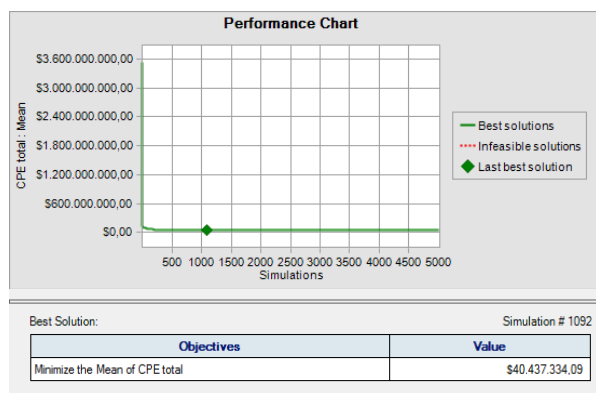 Performance Chart
CPE total : Mean
$3.600.000.000,00
$3.000.000.000,00
$2.400.000.000,00
$1.800.000.000,00
$1.200.000.000,00
$600.000.000,00
$0,00
500 1000 1500 2000 2500 3000 3500 4000 4500 5000
Simulations
Best solutions
Infeasible solutions
Last best solution
Best Solution: Simulation # 1092
Objectives Value
Minimize the Mean of CPE total $40.437.334,09